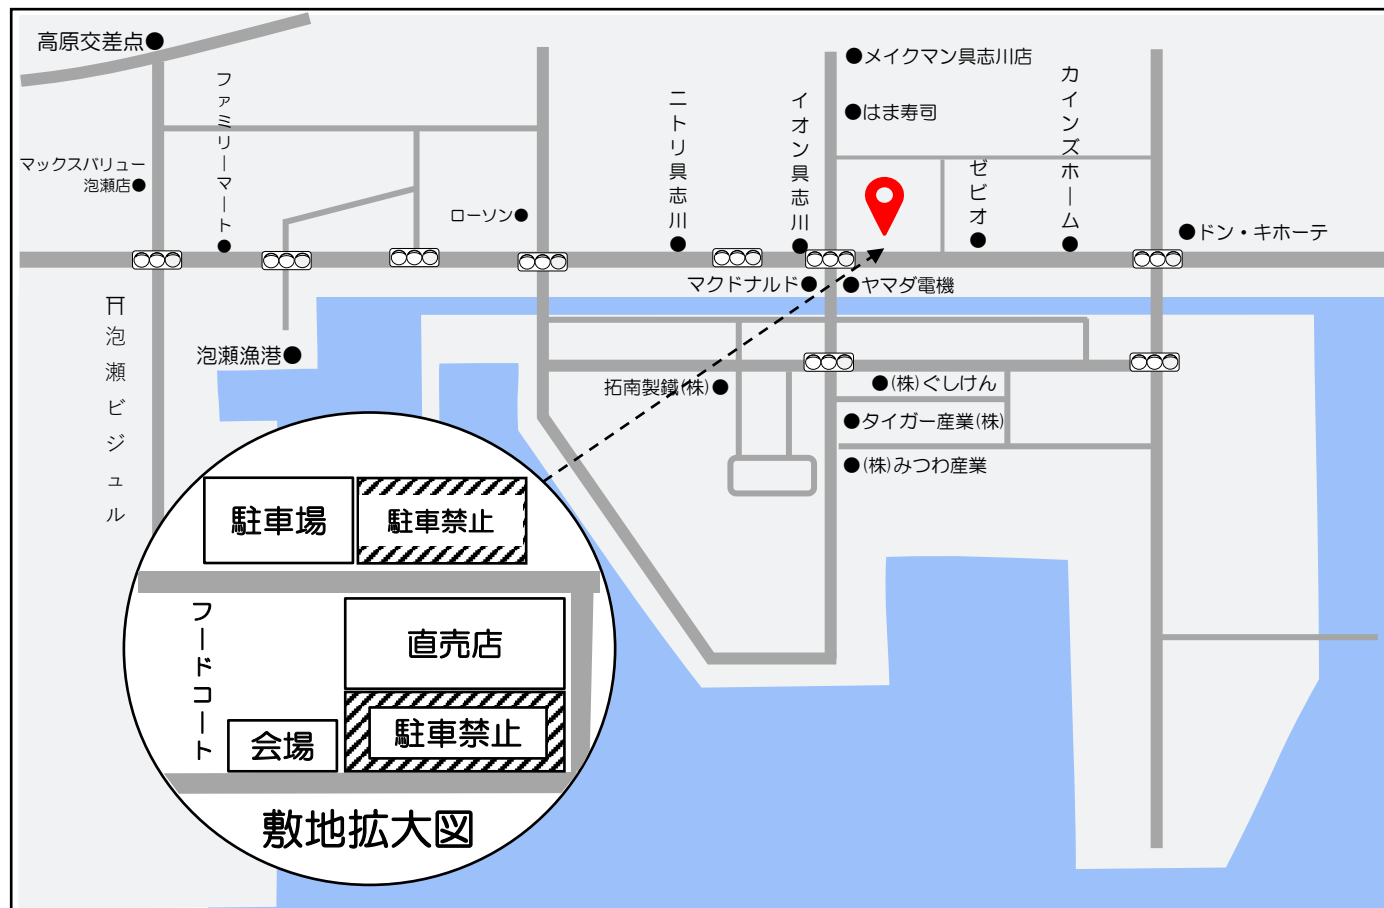 高原交差点
ファミリーマート
マックスバリュー
泡瀬店
ローソン
ニトリ具志川
イオン具志川
メイクマン具志川店
はま寿司
ゼビオ
カインズホーム
ドン・キホーテ
マクドナルド
ヤマダ電機
泡瀬ビジュル
泡瀬漁港
拓南製鐵(株)
(株)ぐしけん
タイガー産業(株)
(株)みつわ産業
駐車場
駐車禁止
フードコート
直売店
会場
駐車禁止
敷地拡大図